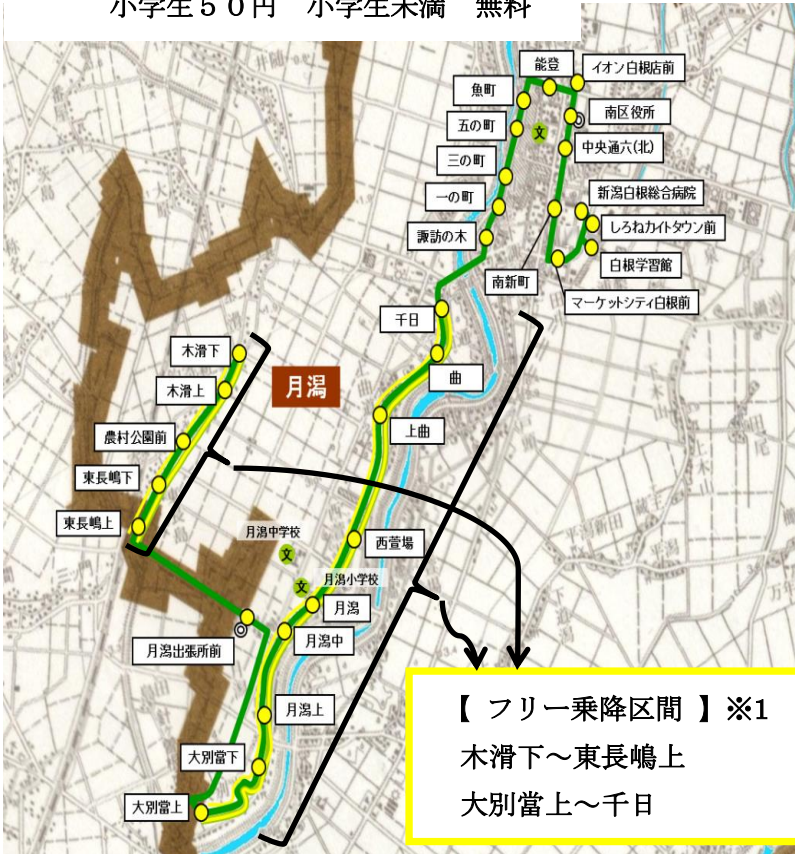 小学生５０円　小学生未満　無料
能登
イオン白根店前
魚町
南区役所
五の町
文
中央通六(北)
三の町
新潟白根総合病院
一の町
しろねカイトタウン前
諏訪の木
白根学習館
南新町
マーケットシティ白根前
千日
木滑下
月潟
曲
木滑上
上曲
農村公園前
東長嶋下
東長嶋上
月潟中学校
文
西萱場
文
月潟小学校
月潟
月潟出張所前
月潟中
月潟上
大別當下
大別當上
【 フリー乗降区間 】※1
木滑下～東長嶋上
大別當上～千日